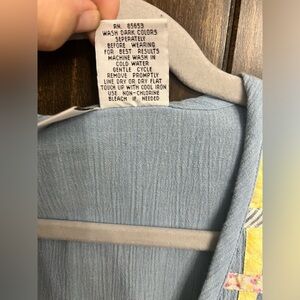 RN. 85853
WASH DARK COLORS
SEPERATELY
BEFORE WEARING
FOR BEST RESULTS
MACHINE WASH IN
COLD WATER
GENTLE CYCLE
REMOVE PROMPTLY
LINE DRY OR DRY FLAT
TOUCH UP WITH COOL IRON
USE NON-CHLORINE
BLEACH IF NEEDED